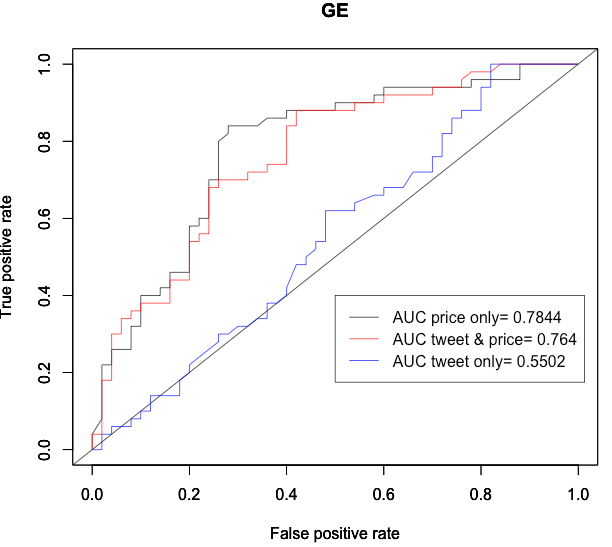 GE
True positive rate
1.0
0.8
0.6
0.4
0.2
0.0
AUC price only= 0.7844
AUC tweet & price= 0.764
AUC tweet only= 0.5502
0.0 0.2 0.4 0.6 0.8 1.0
False positive rate